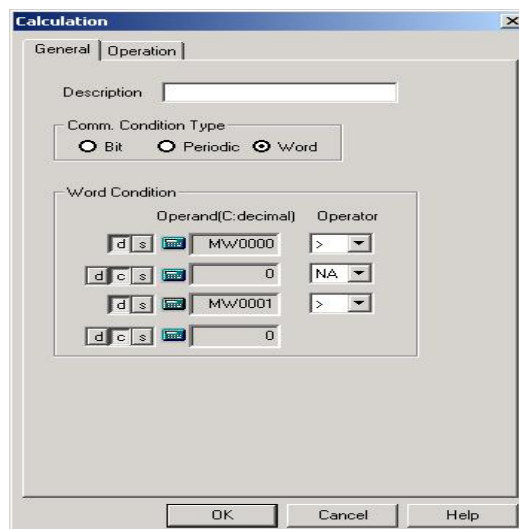 Calculation
General Operation
Description
Comm. Condition Type
Bit Periodic Word
Word Condition
Operand(C:decimal) Operator
d s MW0000 >
d c s 0 NA
d s MW0001 >
d c s 0
OK Cancel Help